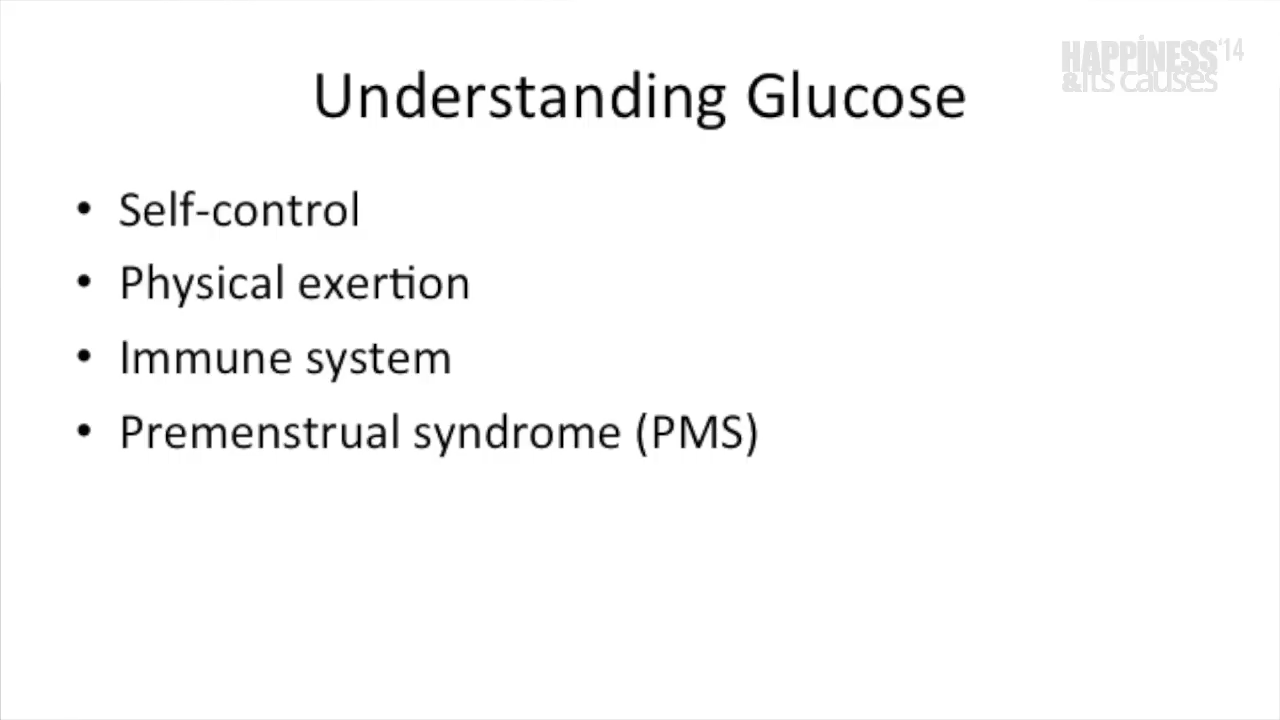 HAPPINESS '14
&its causes
Understanding Glucose
• Self-control
• Physical exertion
• Immune system
• Premenstrual syndrome (PMS)